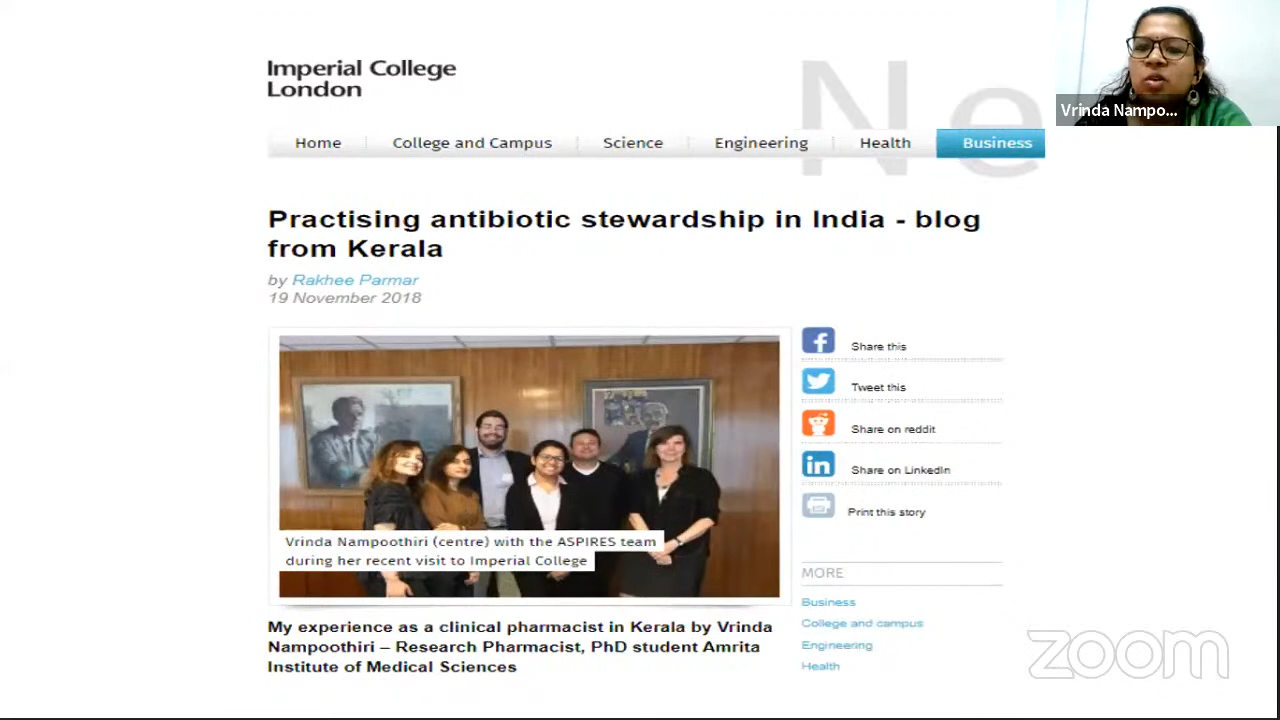 Imperial College
London
Ne
Vrinda Nampo...
Home
College and Campus
Science
Engineering
Health
Business
Practising antibiotic stewardship in India - blog
from Kerala
by Rakhee Parmar
19 November 2018
Vrinda Nampoothiri (centre) with the ASPIRES team
during her recent visit to Imperial College
Share this
Tweet this
Share on reddit
in
Share on LinkedIn
Print this story
MORE
Business
College and campus
Engineering
Health
My experience as a clinical pharmacist in Kerala by Vrinda
Nampoothiri – Research Pharmacist, PhD student Amrita
Institute of Medical Sciences
zoom